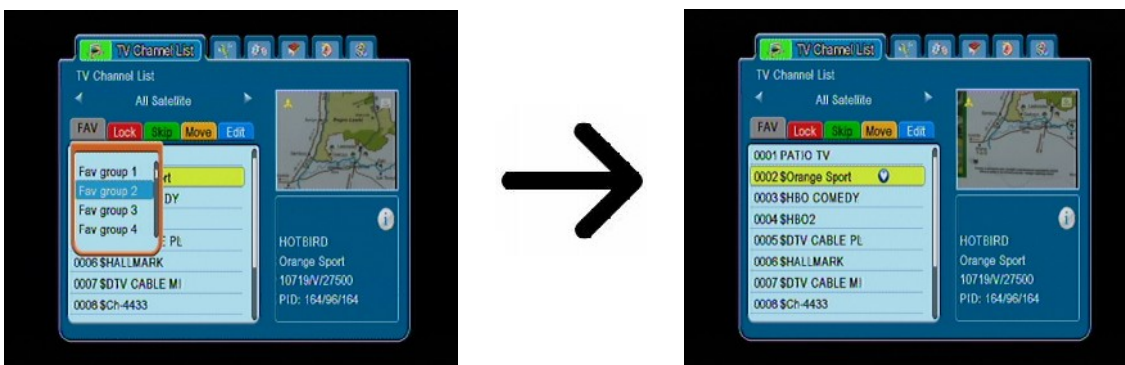 TV Channel List
TV Channel List
All Satellite
FAV Lock Skip Move Edit
Fav group 1
Fav group 2
Fav group 3
Fav group 4
rt
DY
E PL
0006 $HALLMARK
0007 $DTV CABLE MI
0008 $Ch-4433
HOTBIRD
Orange Sport
10719/V/27500
PID: 164/96/164
TV Channel List
TV Channel List
All Satellite
FAV Lock Skip Move Edit
0001 PATIO TV
0002 $Orange Sport
0003 $HBO COMEDY
0004 $HBO2
0005 $DTV CABLE PL
0006 $HALLMARK
0007 $DTV CABLE MI
0008 $Ch-4433
HOTBIRD
Orange Sport
10719/V/27500
PID: 164/96/164